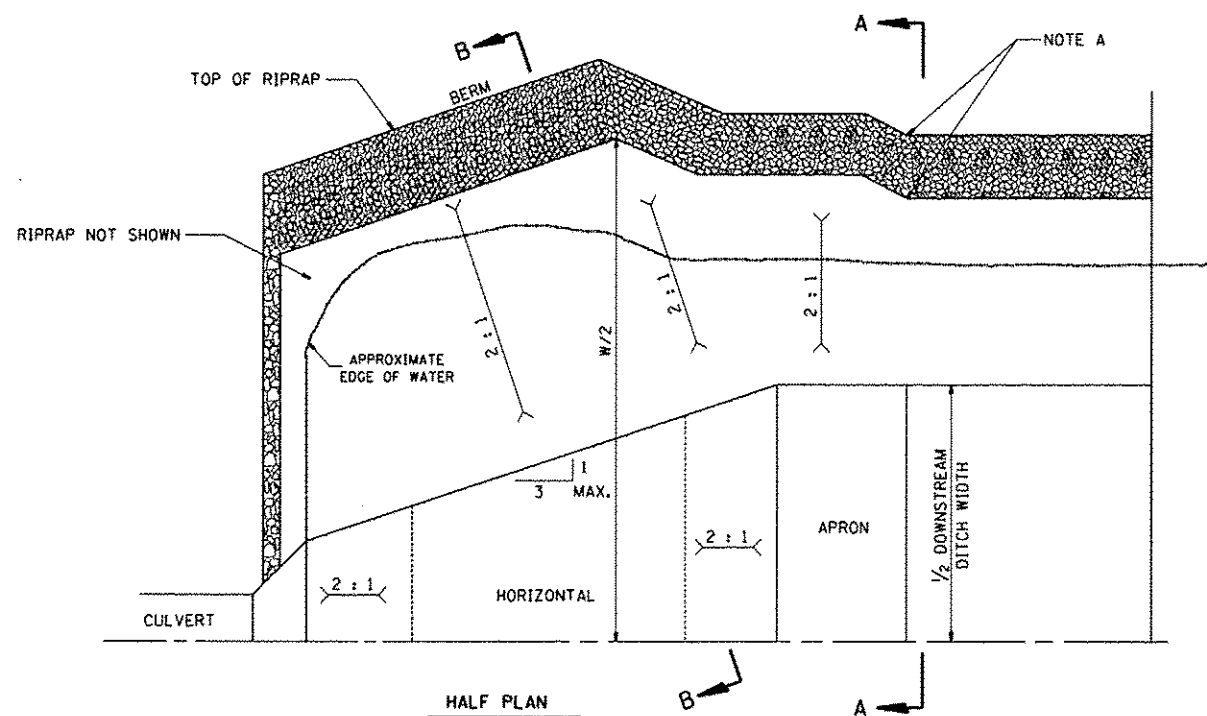 A
B
NOTE A
TOP OF RIPRAP
BERM
RIPRAP NOT SHOWN
2 : 1
2 : 1
2 : 1
W/2
APPROXIMATE
EDGE OF WATER
1
3 MAX.
1/2 DOWNSTREAM
DITCH WIDTH
APRON
2 : 1
2 : 1
HORIZONTAL
CULVERT
B
A
HALF PLAN